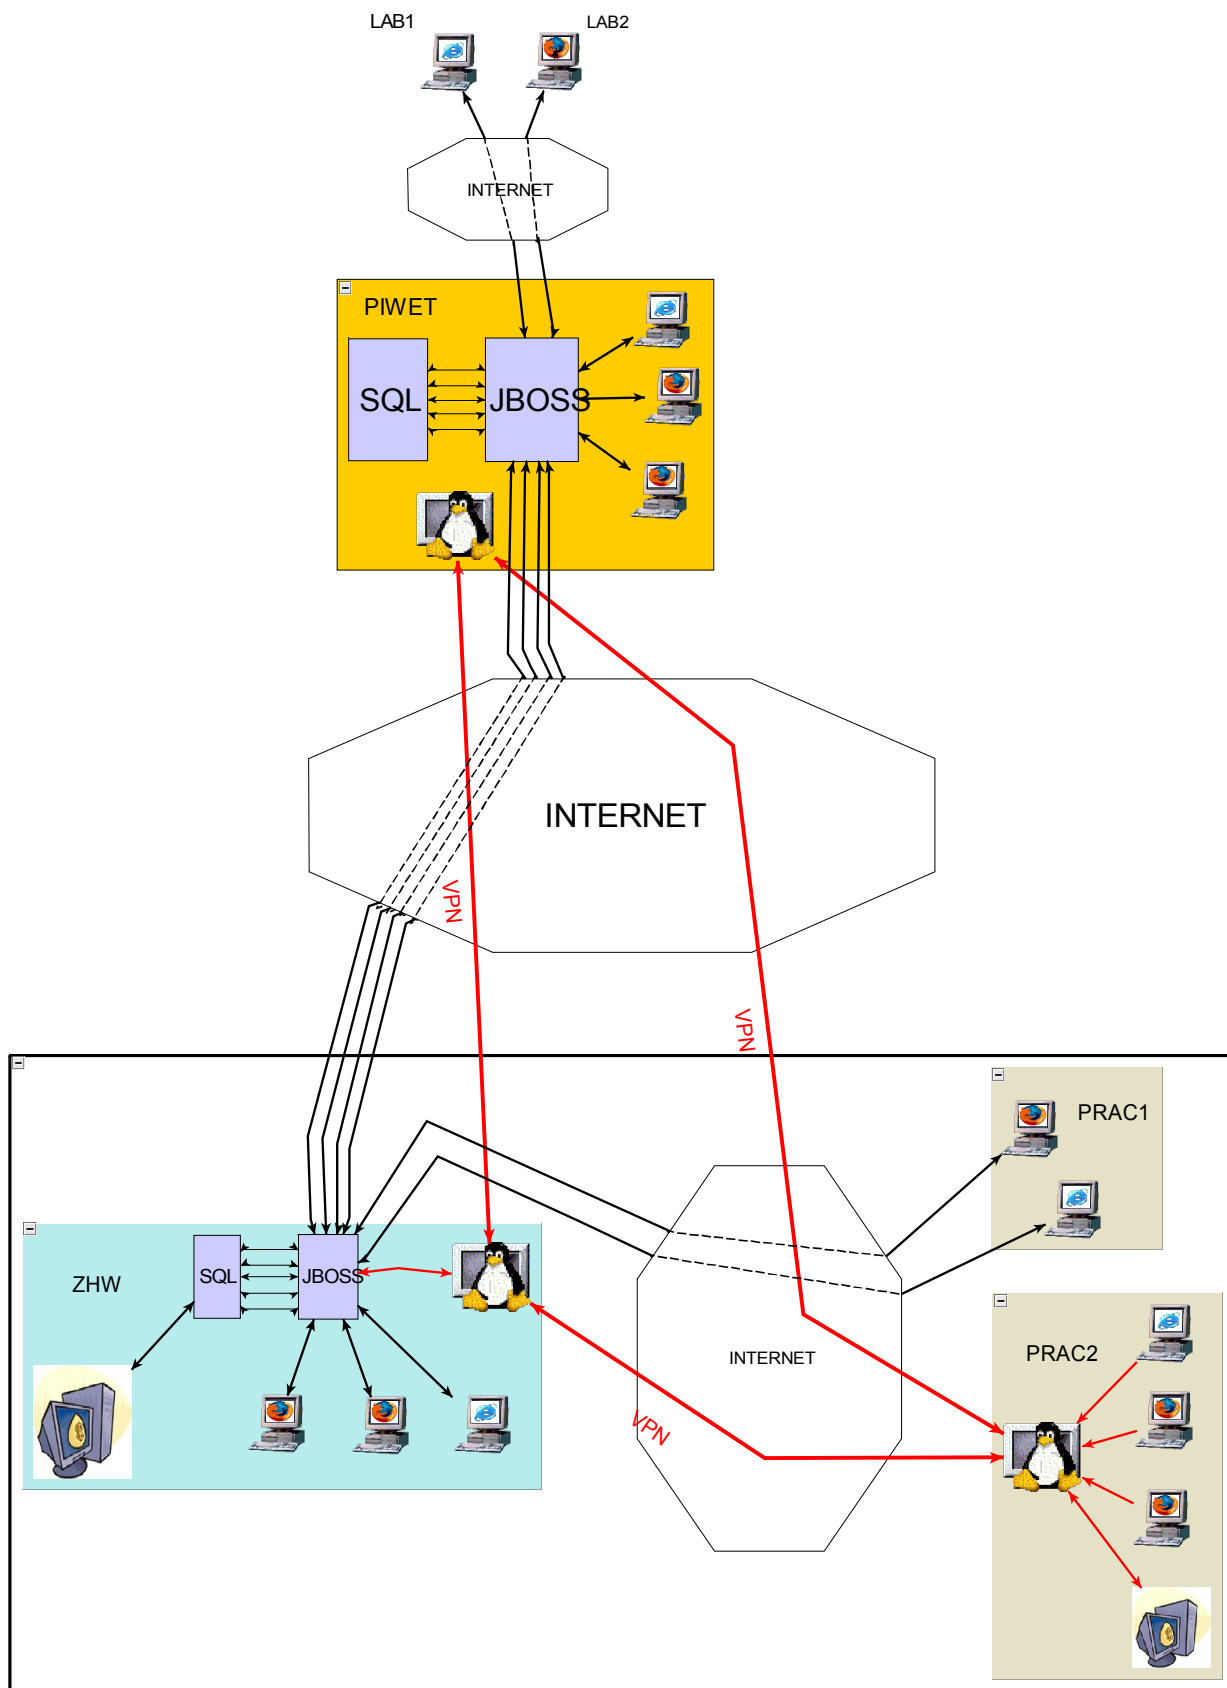 LAB1
LAB2
INTERNET
PIWET
SQL
JBOSS
INTERNET
VPN
VPN
PRAC1
ZHW
SQL
JBOSS
INTERNET
PRAC2
VPN